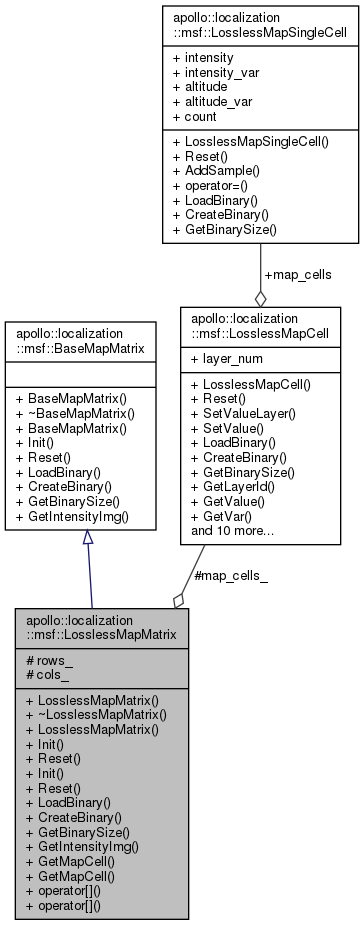 apollo::localization
::msf::LosslessMapSingleCell
+ intensity
+ intensity_var
+ altitude
+ altitude_var
+ count
+ LosslessMapSingleCell()
+ Reset()
+ AddSample()
+ operator=()
+ LoadBinary()
+ CreateBinary()
+ GetBinarySize()
+map_cells
apollo::localization
::msf::BaseMapMatrix
+ BaseMapMatrix()
+ ~BaseMapMatrix()
+ BaseMapMatrix()
+ Init()
+ Reset()
+ LoadBinary()
+ CreateBinary()
+ GetBinarySize()
+ GetIntensityImg()
apollo::localization
::msf::LosslessMapCell
+ layer_num
+ LosslessMapCell()
+ Reset()
+ SetValueLayer()
+ SetValue()
+ LoadBinary()
+ CreateBinary()
+ GetBinarySize()
+ GetLayerId()
+ GetValue()
+ GetVar()
and 10 more...
#map_cells_
apollo::localization
::msf::LosslessMapMatrix
# rows_
# cols_
+ LosslessMapMatrix()
+ ~LosslessMapMatrix()
+ LosslessMapMatrix()
+ Init()
+ Reset()
+ Init()
+ Reset()
+ LoadBinary()
+ CreateBinary()
+ GetBinarySize()
+ GetIntensityImg()
+ GetMapCell()
+ GetMapCell()
+ operator[]()
+ operator[]()